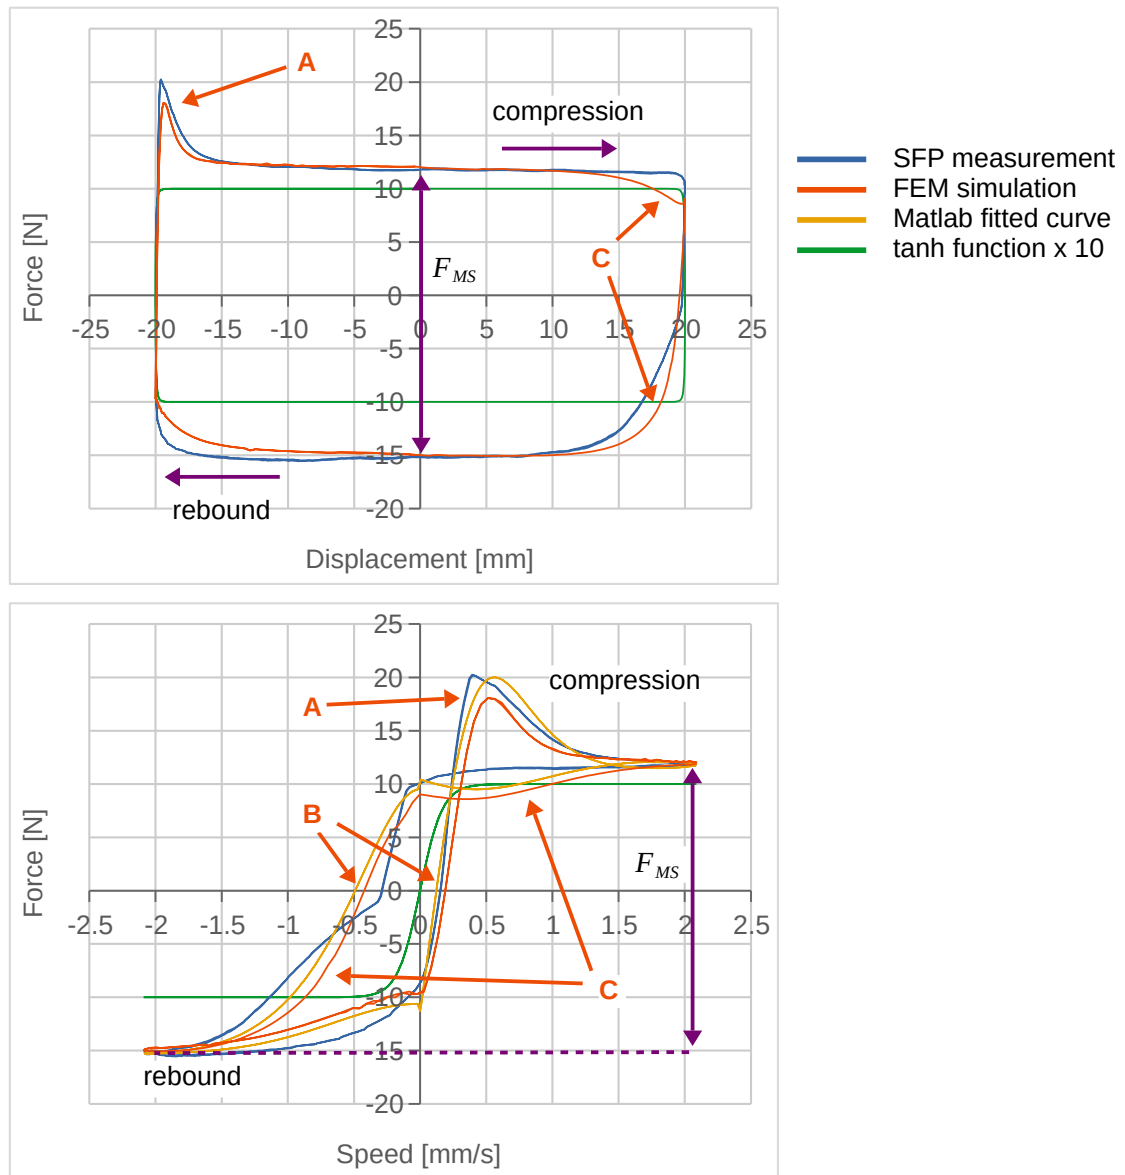 25
20
15
10
5
0
-5
-10
-15
-20
-25 -20 -15 -10 -5 0 5 10 15 20 25
Force [N]
Displacement [mm]
A
compression
C
F_MS
rebound
SFP measurement
FEM simulation
Matlab fitted curve
tanh function x 10
25
20
15
10
5
0
-5
-10
-15
-20
-2.5 -2 -1.5 -1 -0.5 0 0.5 1 1.5 2 2.5
Force [N]
Speed [mm/s]
A
compression
B
F_MS
C
rebound